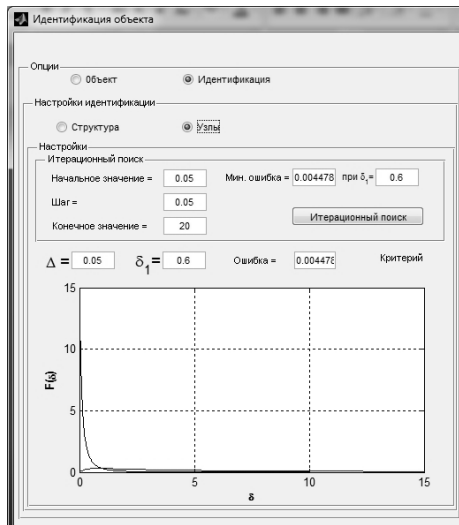 Идентификация объекта
Опции
Объект Идентификация
Настройки идентификации
Структура Узлы
Настройки
Итерационный поиск
Начальное значение = 0.05 Мин. ошибка = 0.004478 при δ1= 0.6
Шаг = 0.05
Конечное значение = 20 Итерационный поиск
Δ = 0.05 δ1= 0.6 Ошибка = 0.004478 Критерий
15
10
5
0
F(δ)
0 5 10 15
δ